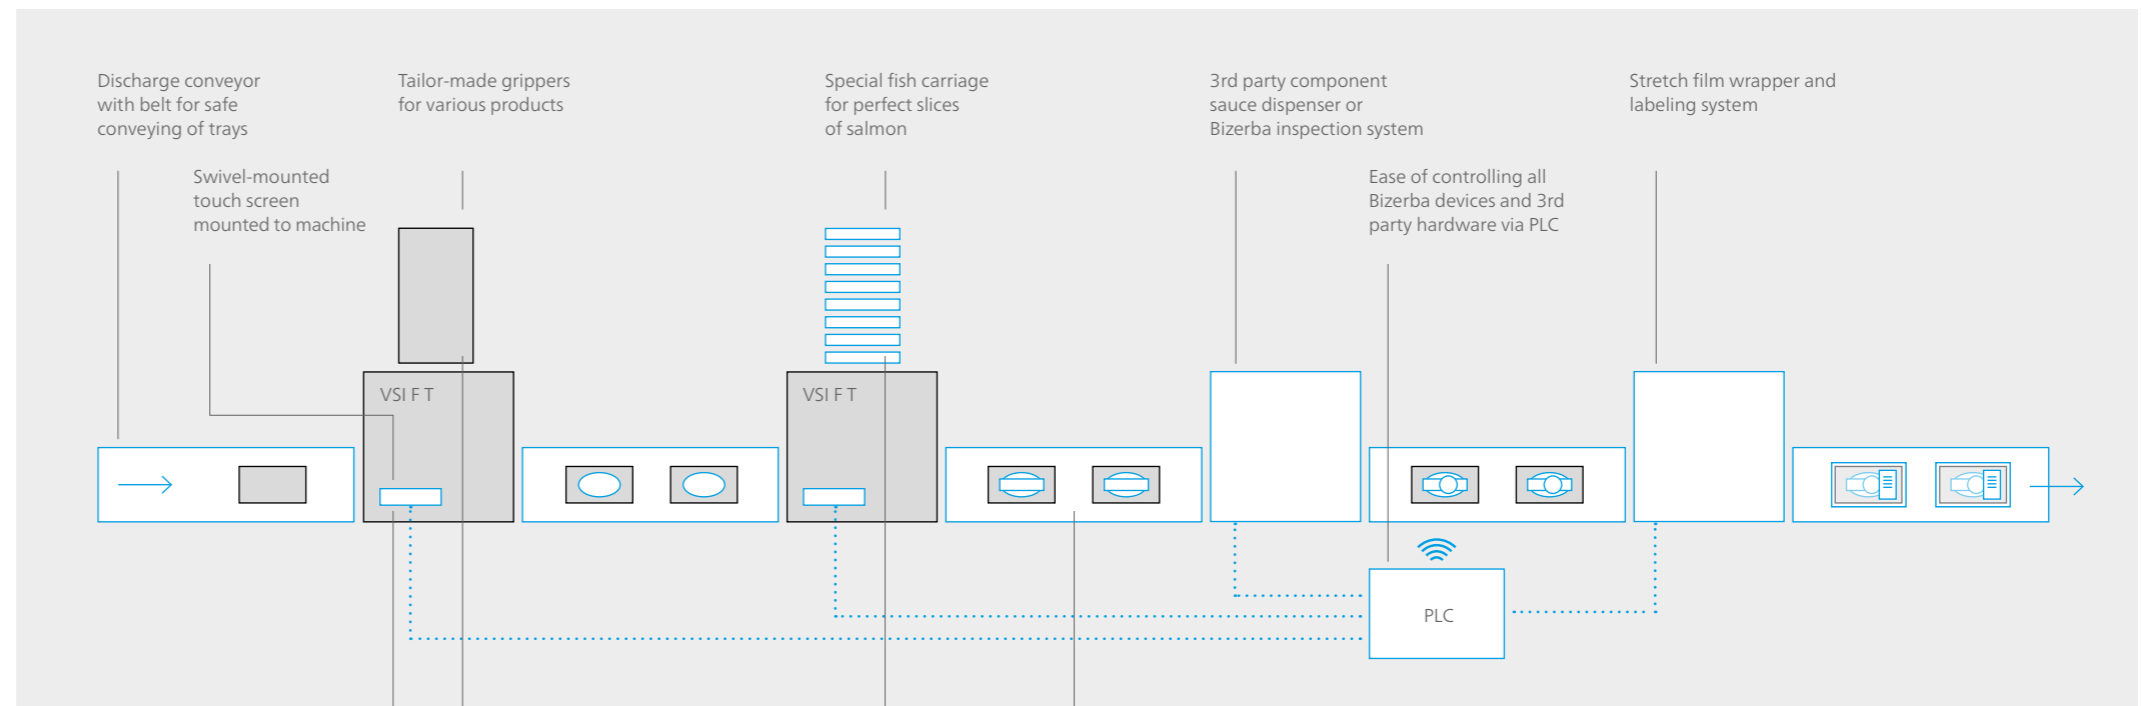 Discharge conveyor
with belt for safe
conveying of trays
Swivel-mounted
touch screen
mounted to machine
Tailor-made grippers
for various products
Special fish carriage
for perfect slices
of salmon
3rd party component
sauce dispenser or
Bizerba inspection system
Ease of controlling all
Bizerba devices and 3rd
party hardware via PLC
Stretch film wrapper and
labeling system
VSI F T
VSI F T
PLC